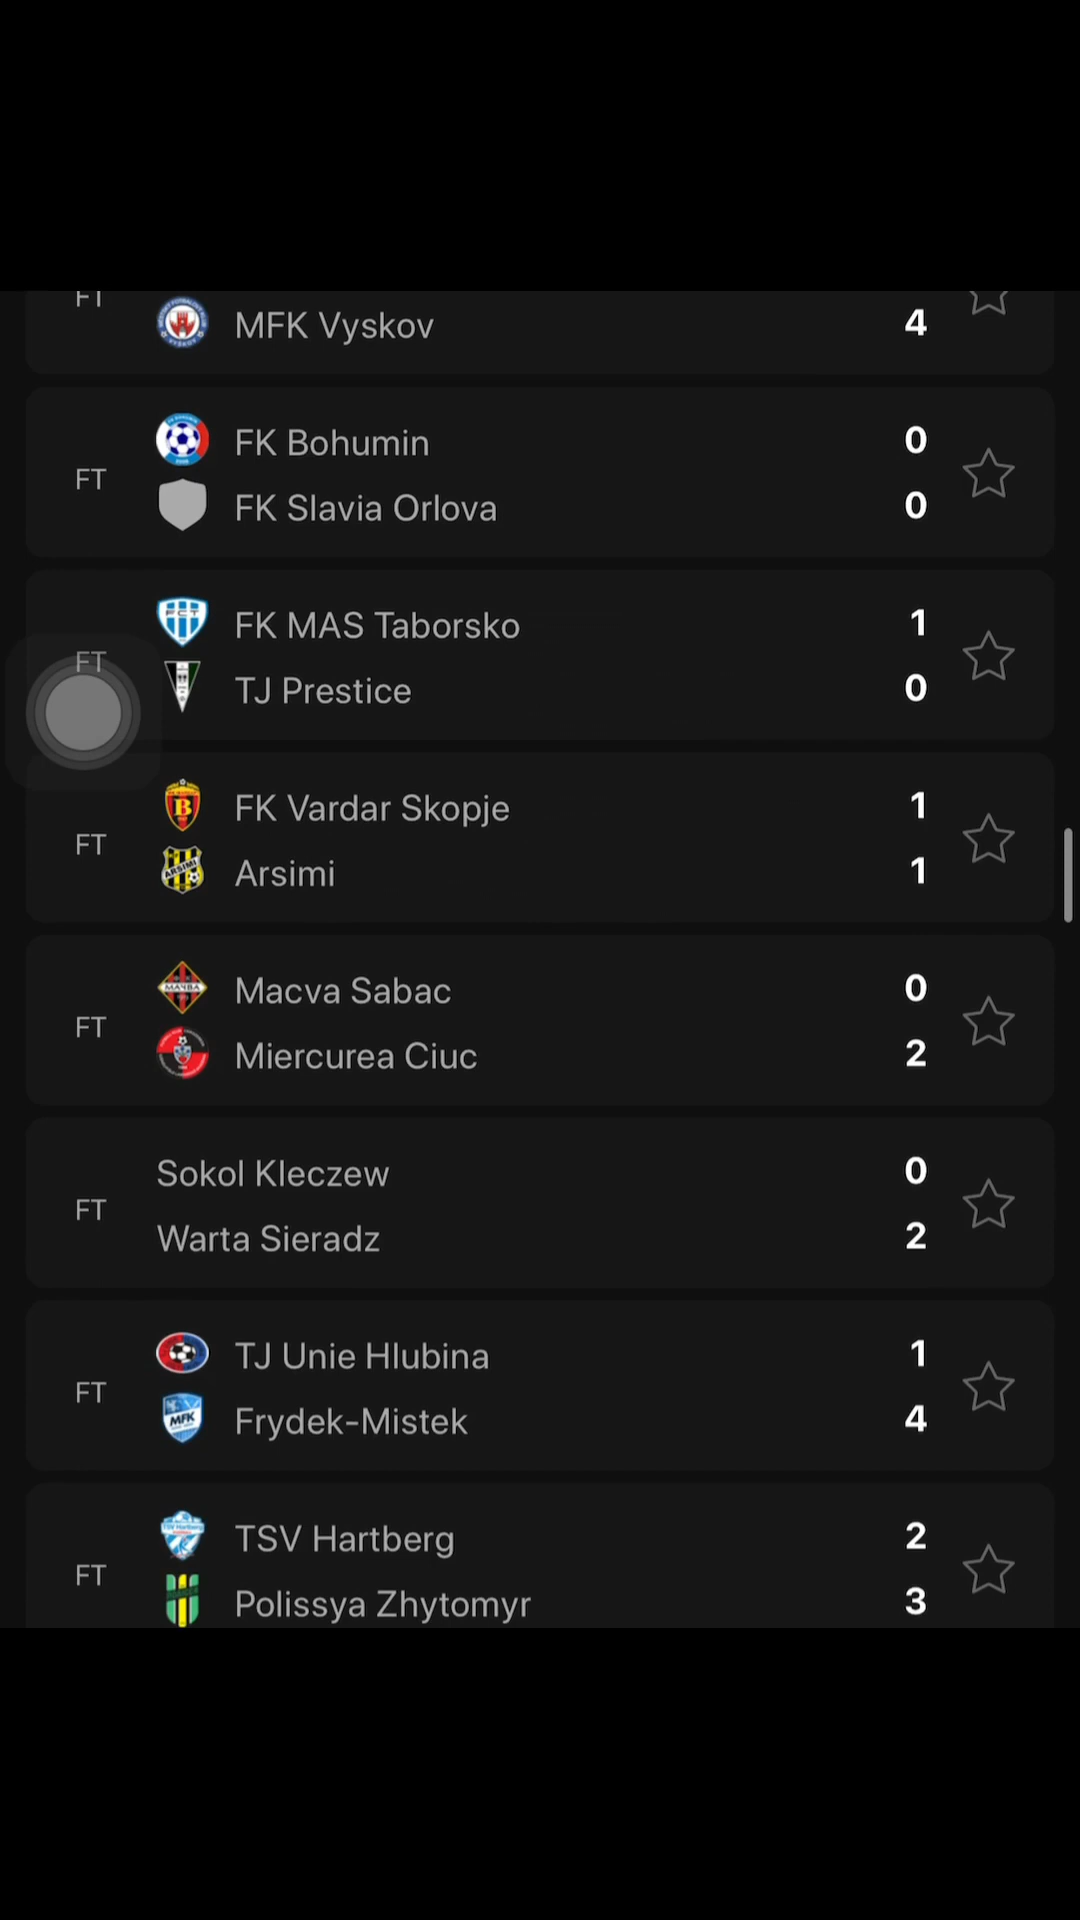 FT
MFK Vyskov 4
FK Bohumin 0
FT
FK Slavia Orlova 0
FK MAS Taborsko 1
FT
TJ Prestice 0
FK Vardar Skopje 1
FT
Arsimi 1
Macva Sabac 0
FT
Miercurea Ciuc 2
Sokol Kleczew 0
FT
Warta Sieradz 2
TJ Unie Hlubina 1
FT
Frydek-Mistek 4
TSV Hartberg 2
FT
Polissya Zhytomyr 3